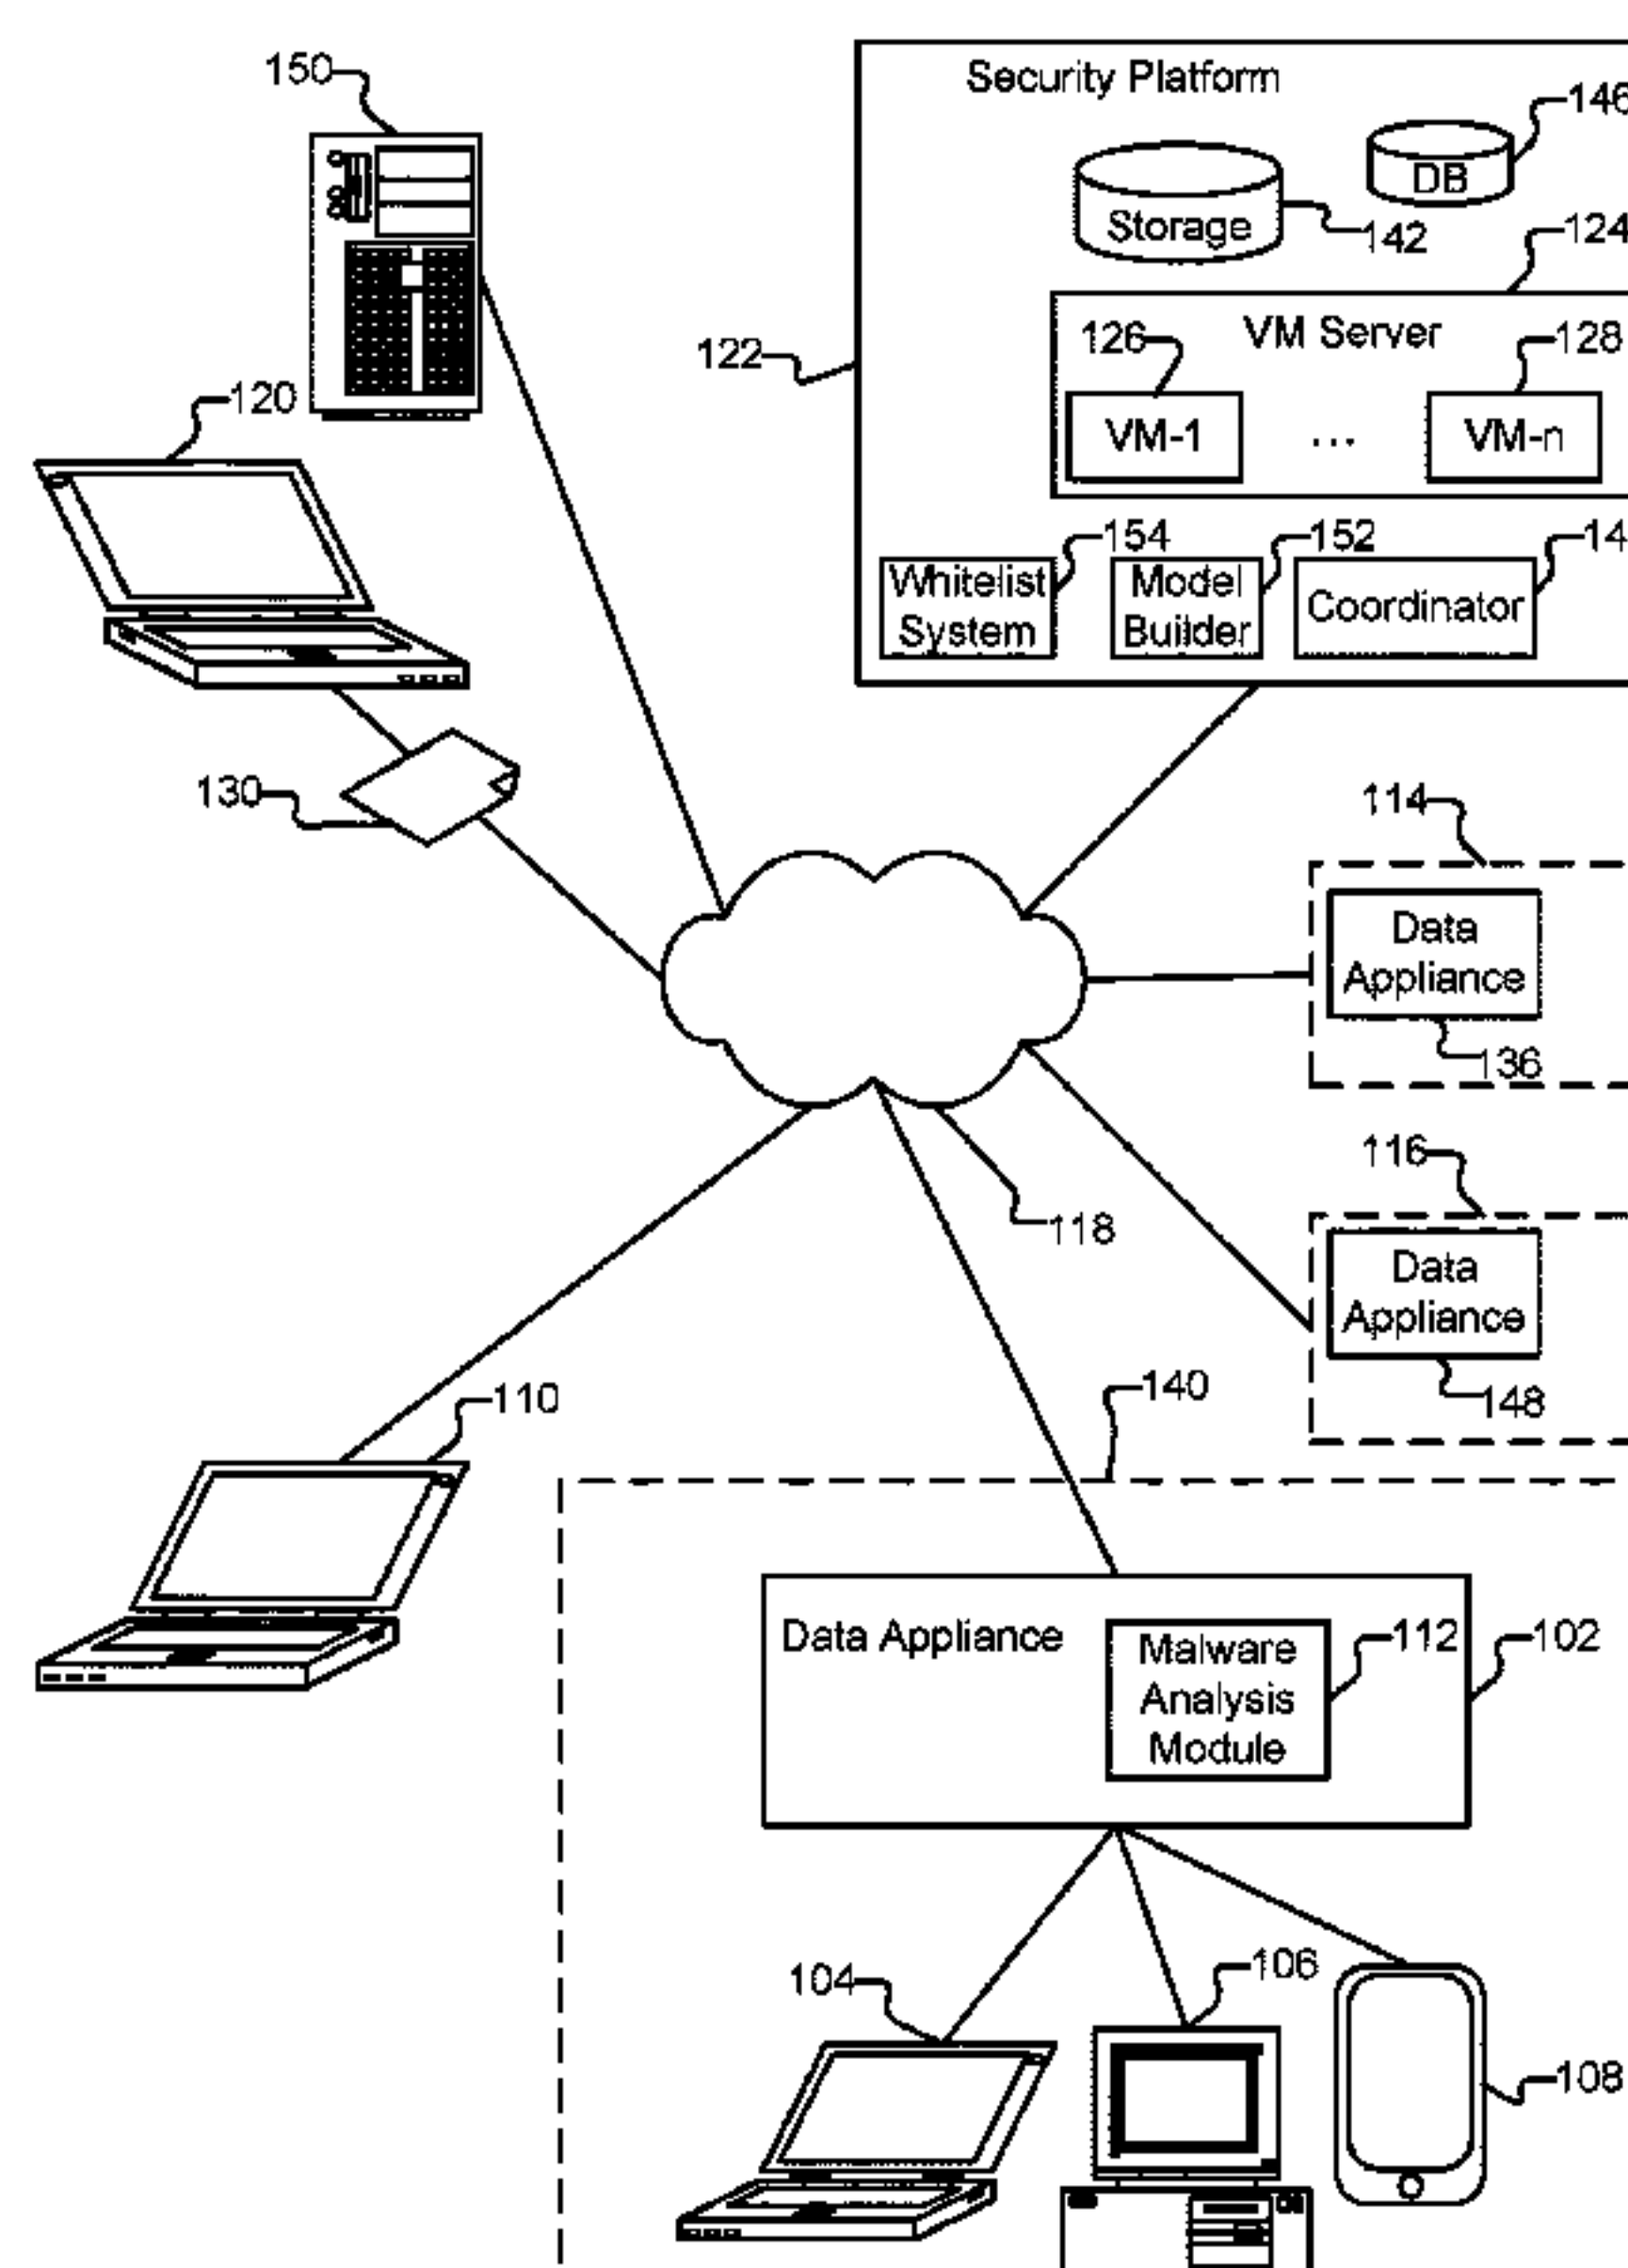 150
Security Platform
146
DB
Storage
142
124
122
126
VM Server
128
VM-1
...
VM-n
120
154
152
14
Whitelist
System
Model
Builder
Coordinator
130
114
Data
Appliance
136
116
118
Data
Appliance
148
140
110
Data Appliance
Malware
Analysis
Module
112
102
104
106
108